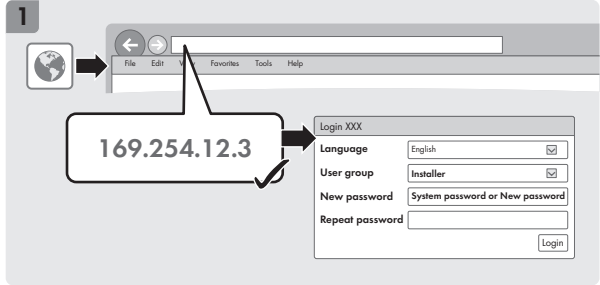 1
File Edit View Favorites Tools Help
169.254.12.3
Login XXX
Language English
User group Installer
New password System password or New password
Repeat password
Login